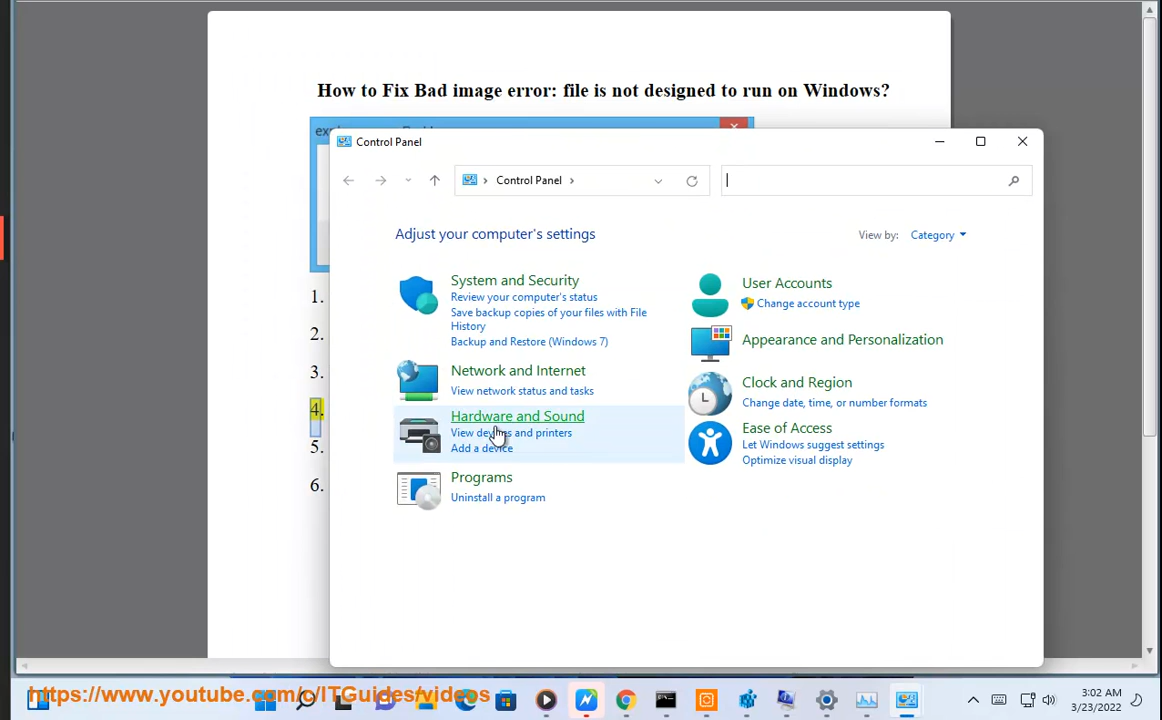 How to Fix Bad image error: file is not designed to run on Windows?
Control Panel
Control Panel
Adjust your computer's settings
View by: Category
System and Security
Review your computer's status
Save backup copies of your files with File
History
Backup and Restore (Windows 7)
Network and Internet
View network status and tasks
Hardware and Sound
View devices and printers
Add a device
Programs
Uninstall a program
User Accounts
Change account type
Appearance and Personalization
Clock and Region
Change date, time, or number formats
Ease of Access
Let Windows suggest settings
Optimize visual display
1.
2.
3.
4.
5.
6.
https://www.youtube.com/c/ITGuides/videos
3:02 AM
3/23/2022